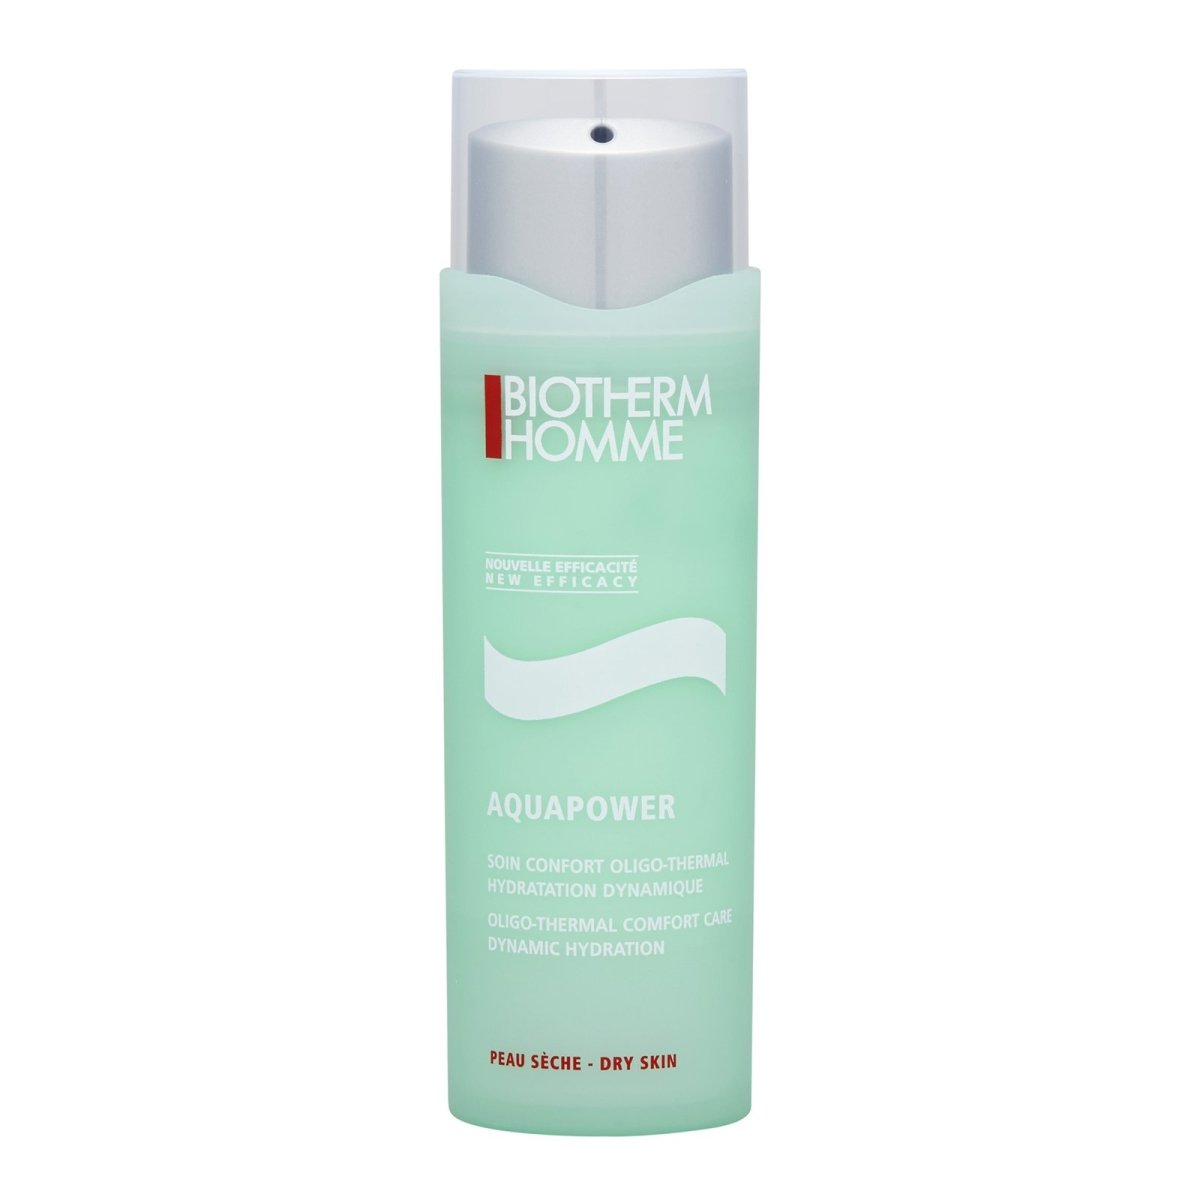 BIOTHERM
HOMME
NOUVELLE EFFICACITÉ
NEW EFFICACY
AQUAPOWER
SOIN CONFORT OLIGO-THERMAL
HYDRATATION DYNAMIQUE
OLIGO-THERMAL COMFORT CARE
DYNAMIC HYDRATION
PEAU SÈCHE - DRY SKIN